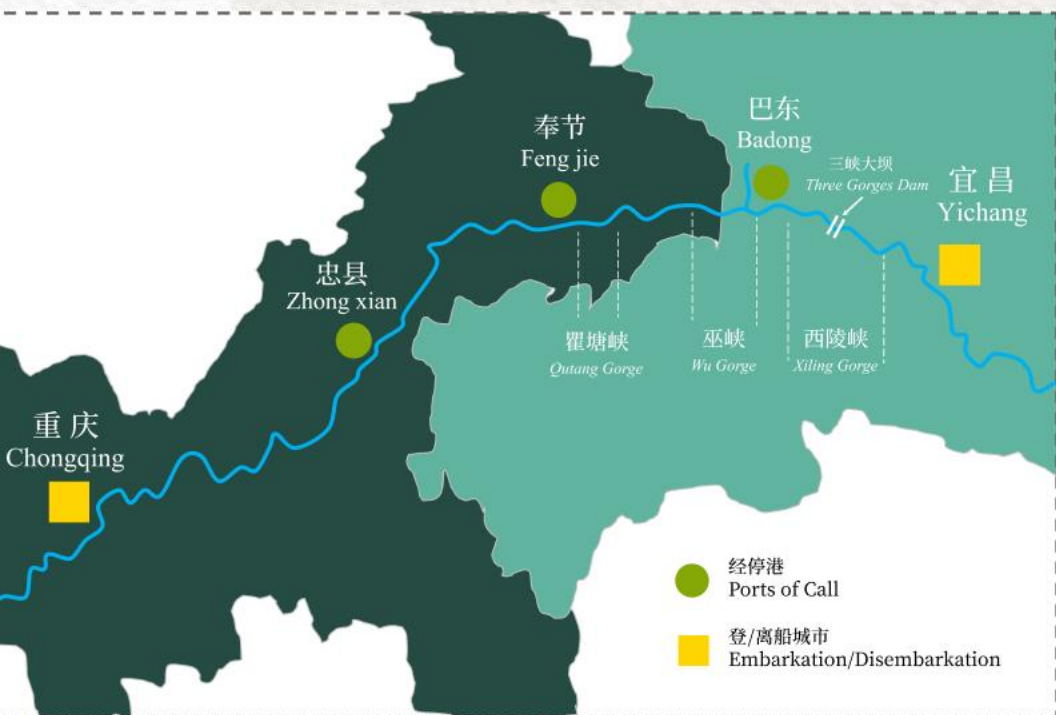 奉节
Feng jie
巴东
Badong
三峡大坝
Three Gorges Dam
宜昌
Yichang
忠县
Zhong xian
瞿塘峡
Qutang Gorge
巫峡
Wu Gorge
西陵峡
Xiling Gorge
重庆
Chongqing
经停港
Ports of Call
登/离船城市
Embarkation/Disembarkation